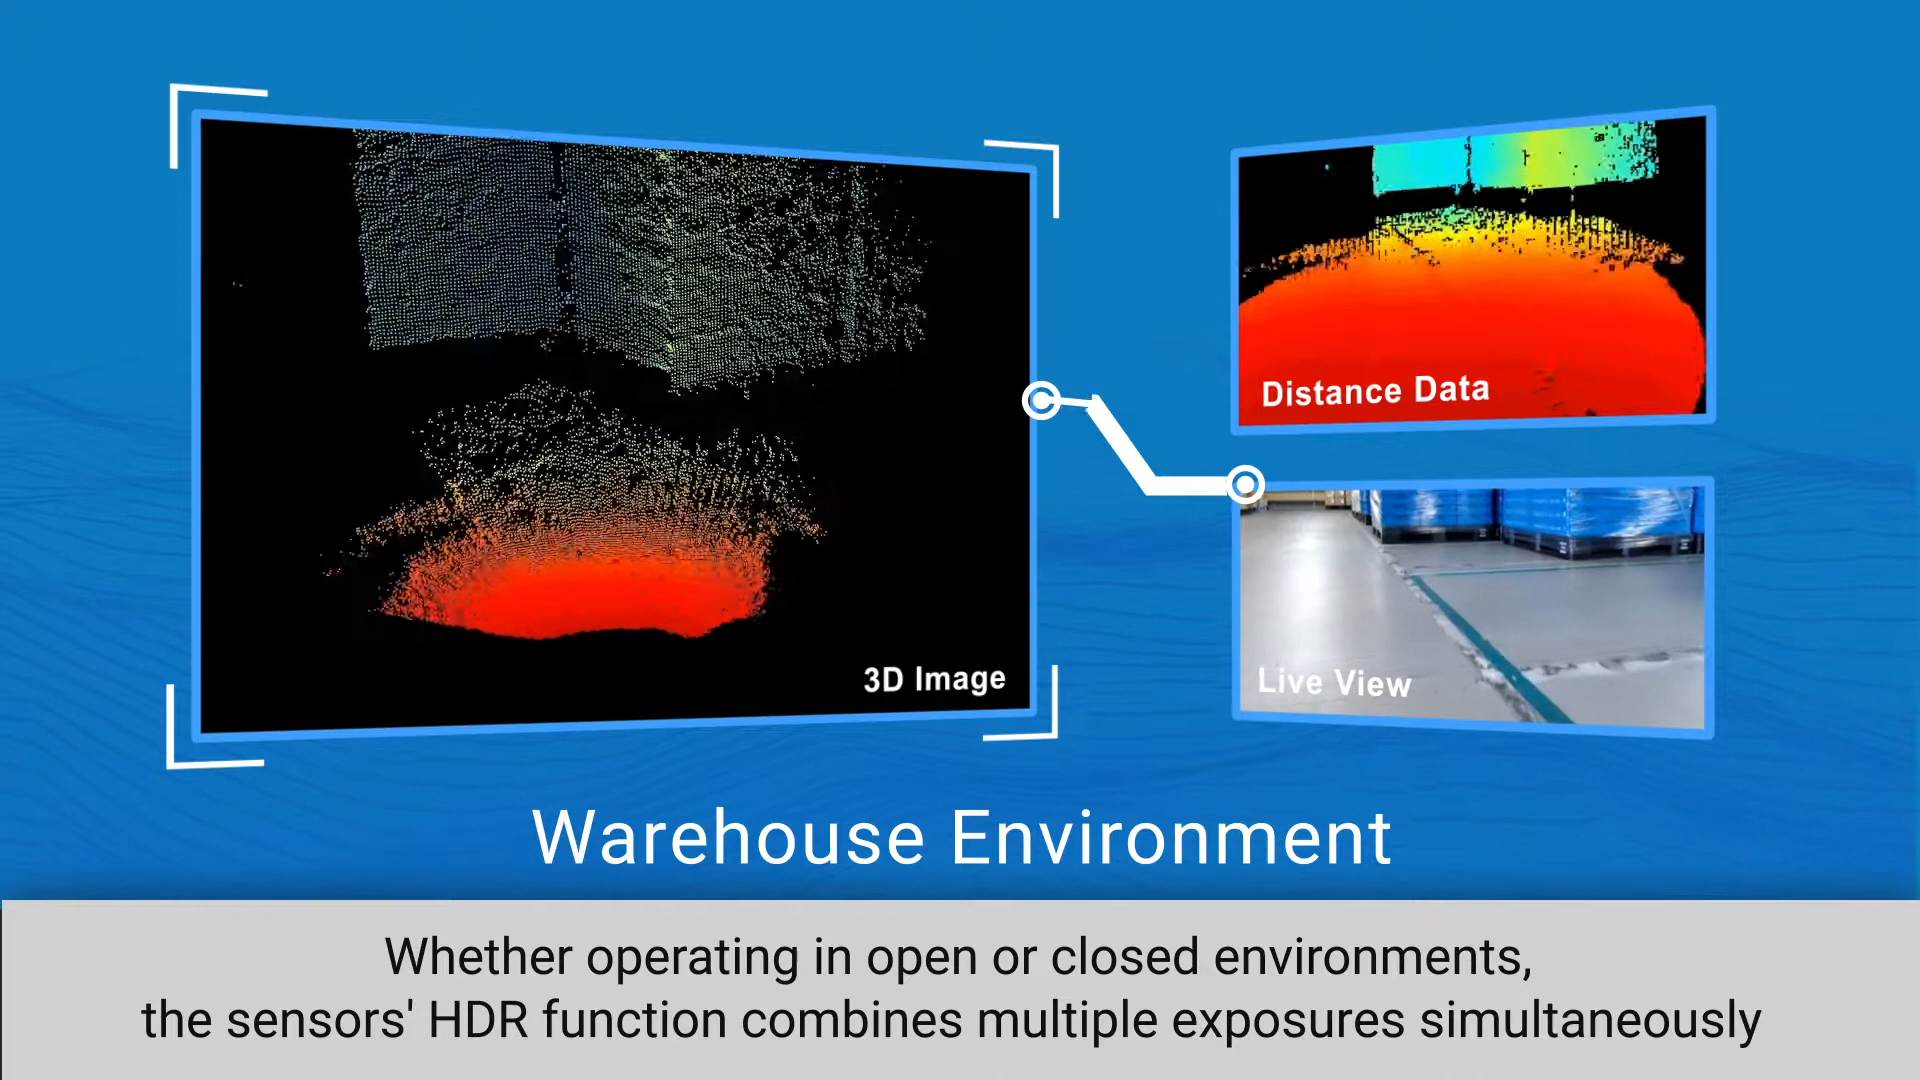 Distance Data
3D Image
Live View
Warehouse Environment
Whether operating in open or closed environments,
the sensors' HDR function combines multiple exposures simultaneously